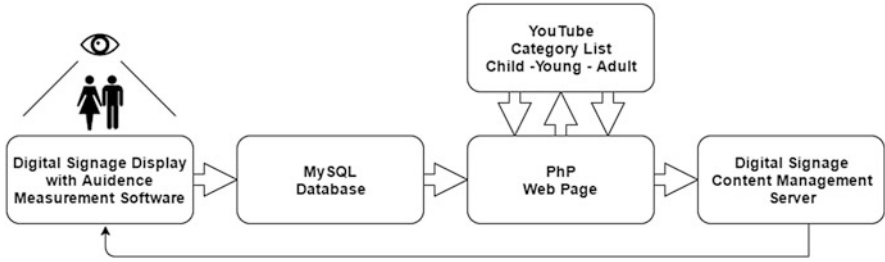 YouTube
Category List
Child -Young - Adult
Digital Signage Display
with Auidence
Measurement Software
MySQL
Database
PhP
Web Page
Digital Signage
Content Management
Server